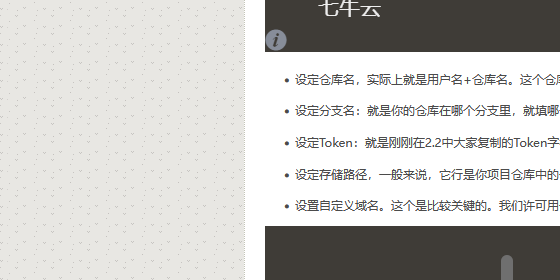 七牛云
设定仓库名，实际上就是用户名+仓库名。这个仓
设定分支名：就是你的仓库在哪个分支里，就填哪
设定Token：就是刚刚在2.2中大家复制的Token字
设定存储路径，一般来说，它行是你项目仓库中的
设置自定义域名。这个是比较关键的。我们许可用